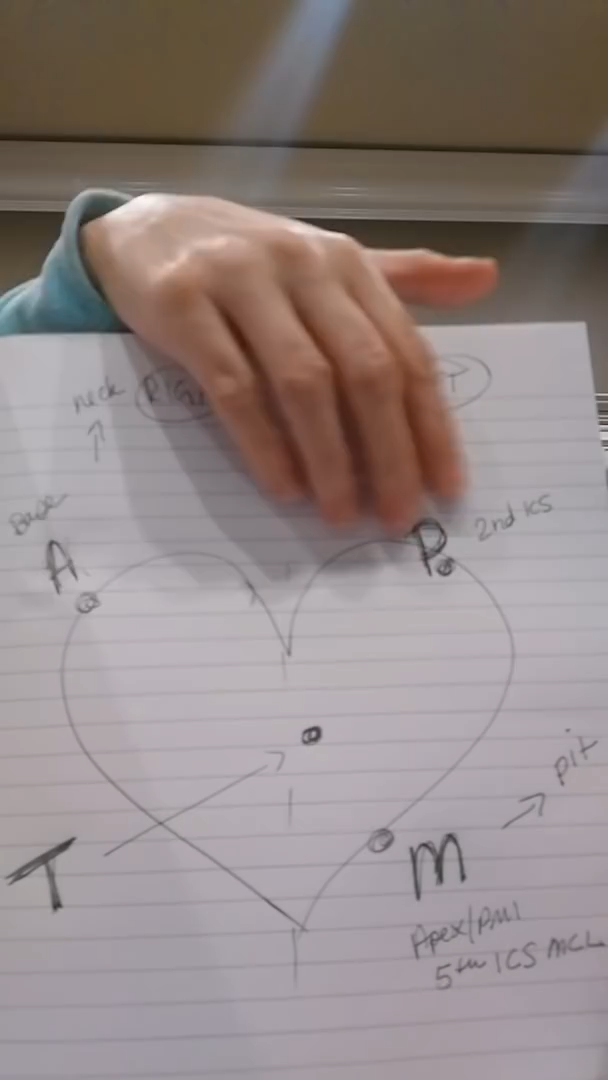 neck
Base
A
P
2nd ICS
T
M
pit
Apex/PMI
5th ICS MCL